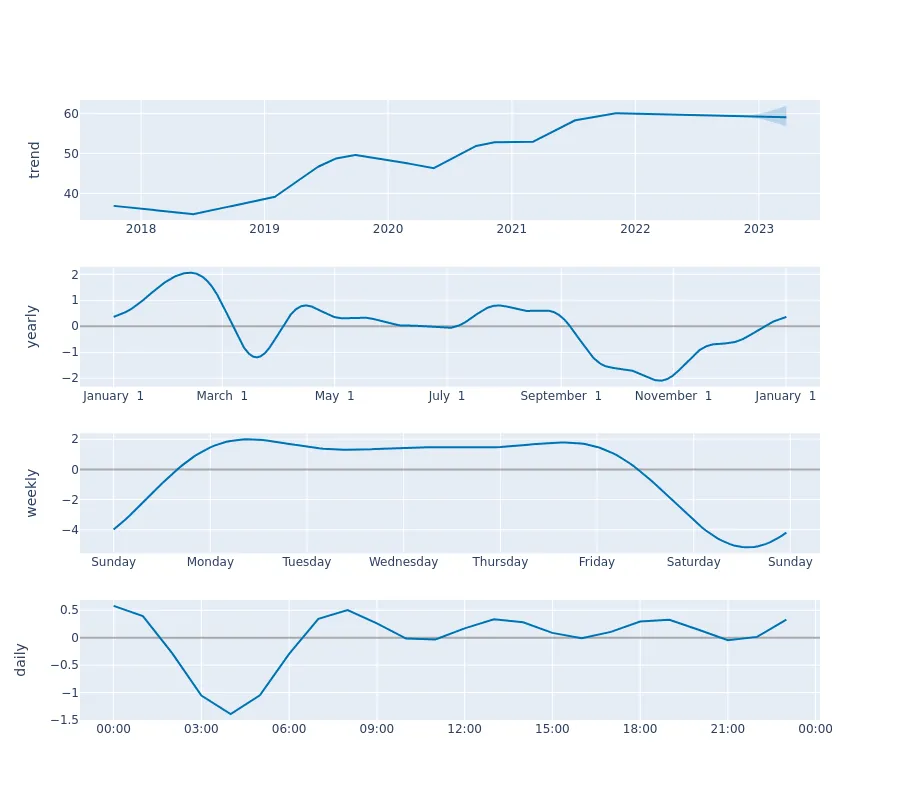 trend
60
50
40
2018 2019 2020 2021 2022 2023
yearly
2
1
0
−1
−2
January 1 March 1 May 1 July 1 September 1 November 1 January 1
weekly
2
0
−2
−4
Sunday Monday Tuesday Wednesday Thursday Friday Saturday Sunday
daily
0.5
0
−0.5
−1
−1.5
00:00 03:00 06:00 09:00 12:00 15:00 18:00 21:00 00:00